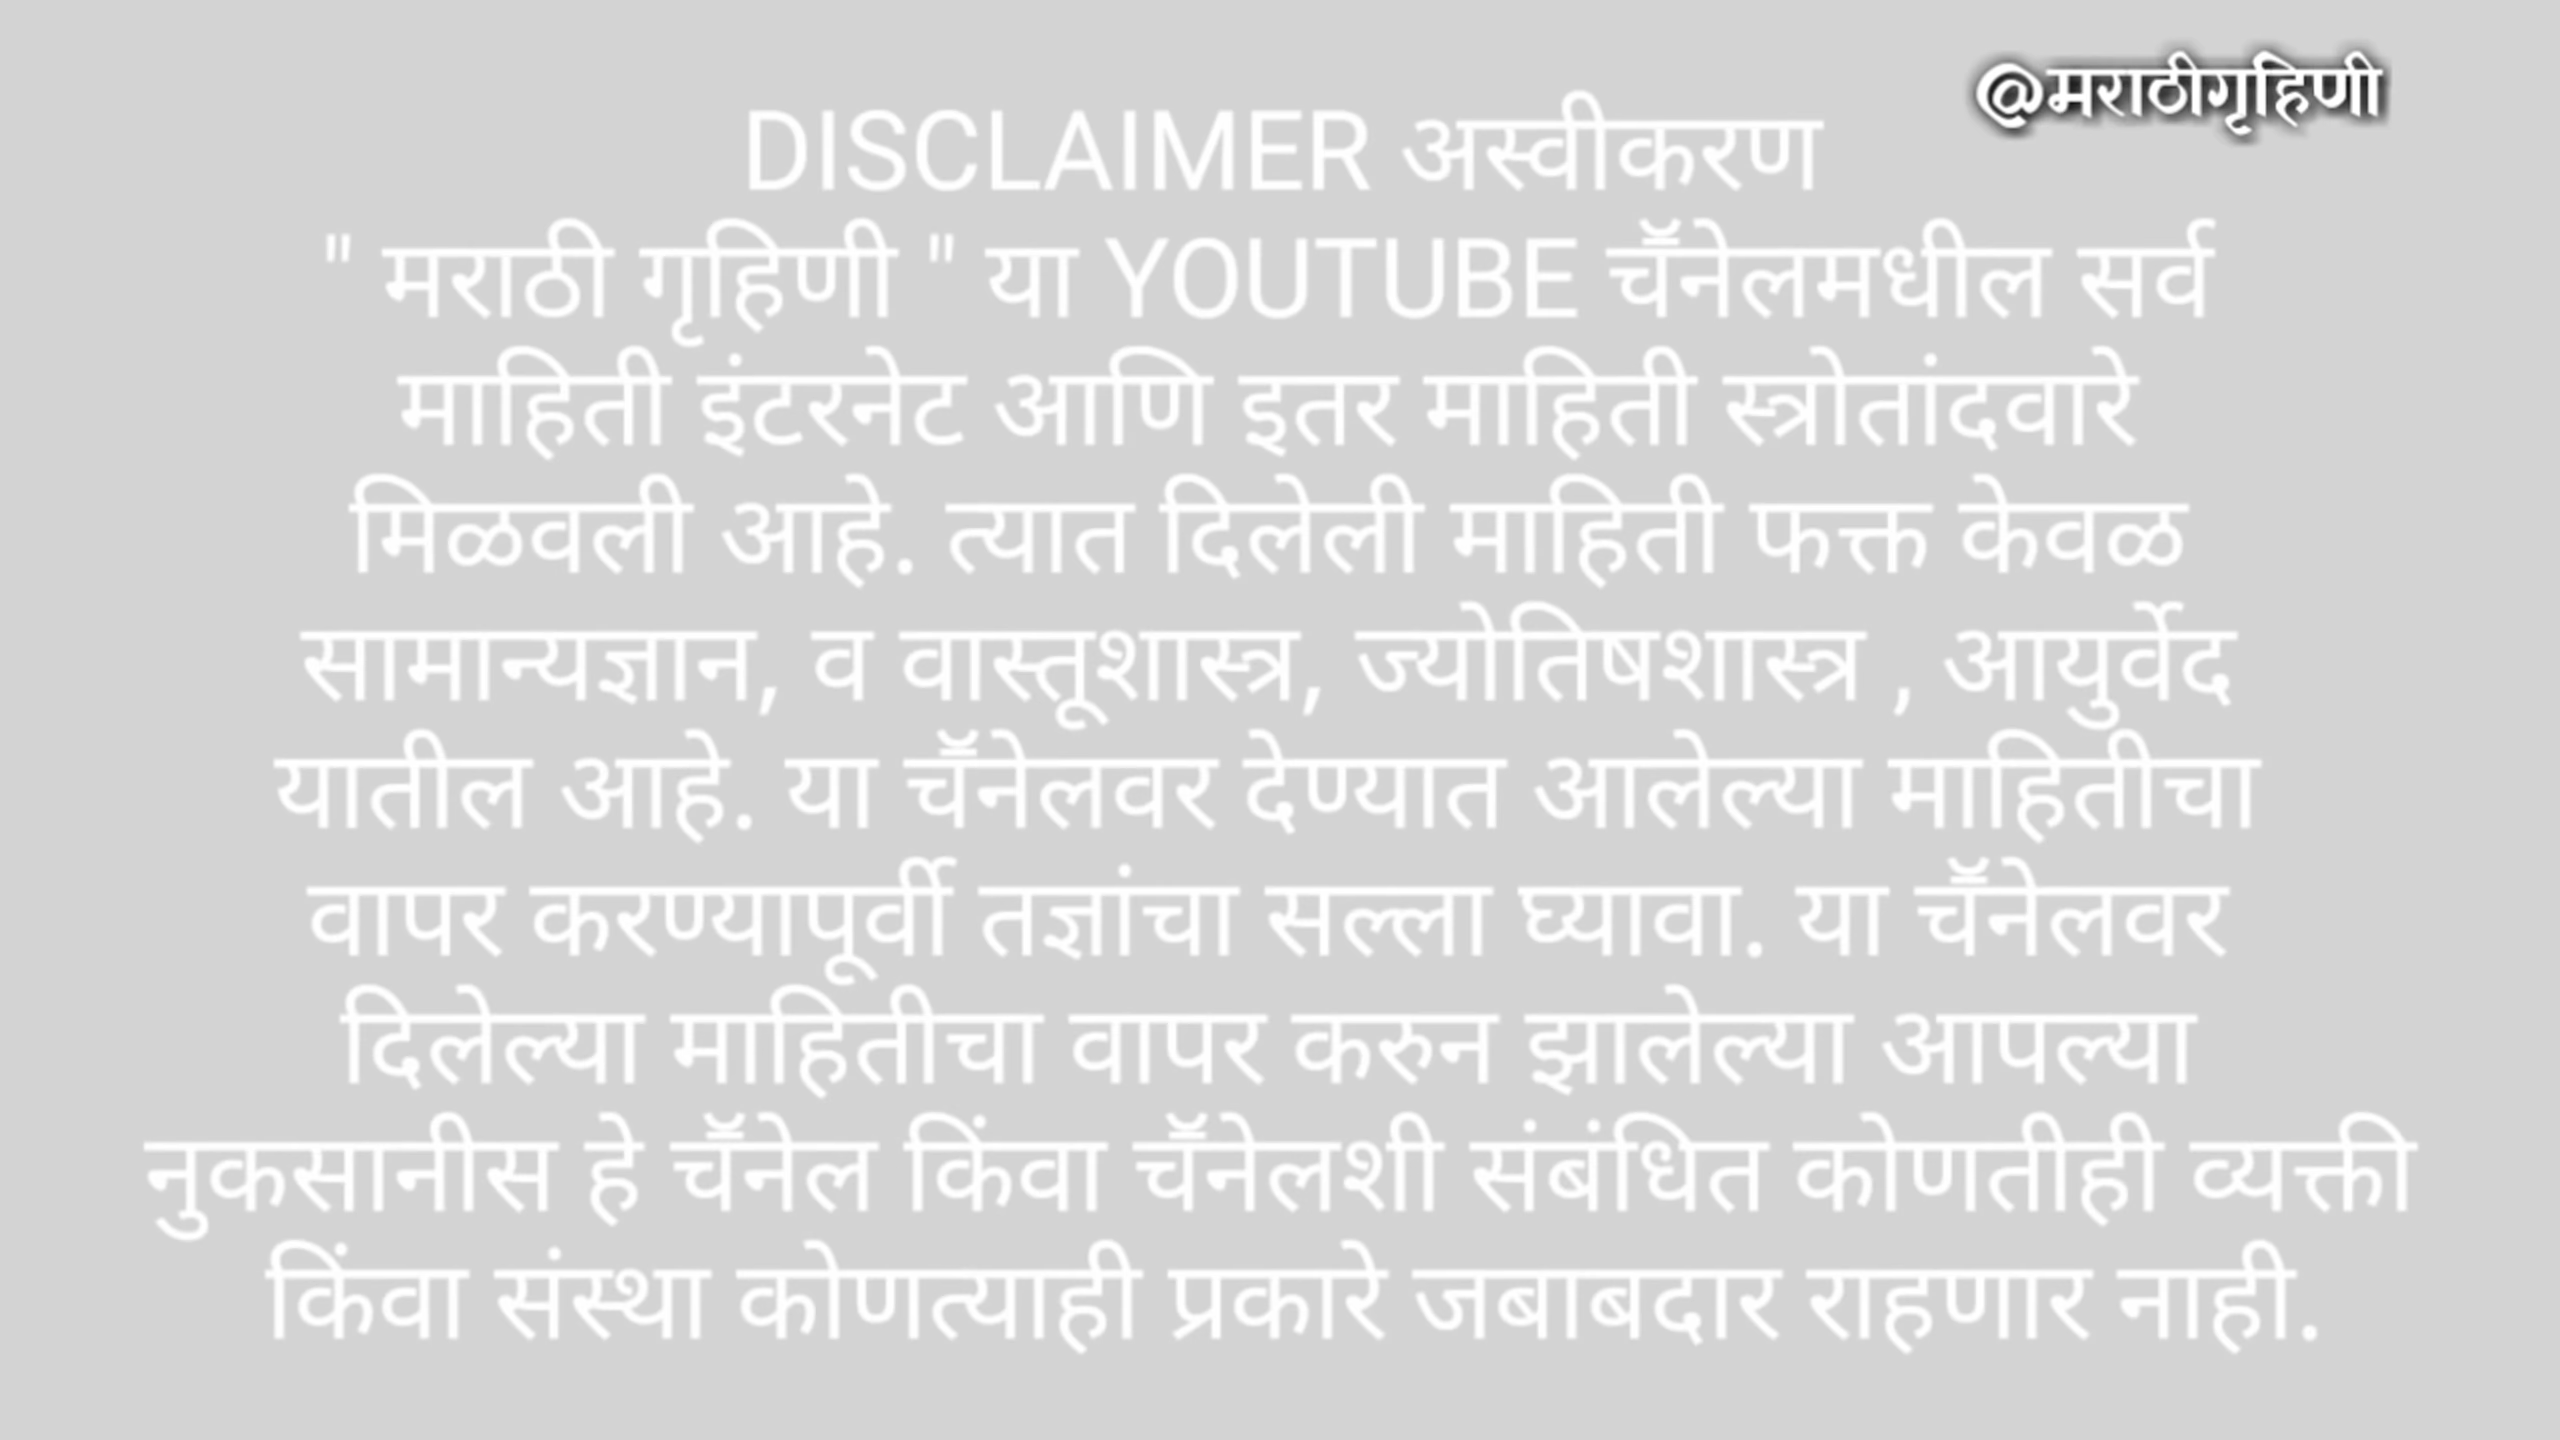 @मराठीगृहिणी
DISCLAIMER अस्वीकरण
" मराठी गृहिणी " या YOUTUBE चॅनेलमधील सर्व
माहिती इंटरनेट आणि इतर माहिती स्त्रोतांदवारे
मिळवली आहे. त्यात दिलेली माहिती फक्त केवळ
सामान्यज्ञान, व वास्तूशास्त्र, ज्योतिषशास्त्र , आयुर्वेद
यातील आहे. या चॅनेलवर देण्यात आलेल्या माहितीचा
वापर करण्यापूर्वी तज्ञांचा सल्ला घ्यावा. या चॅनेलवर
दिलेल्या माहितीचा वापर करुन झालेल्या आपल्या
नुकसानीस हे चॅनेल किंवा चॅनेलशी संबंधित कोणतीही व्यक्ती
किंवा संस्था कोणत्याही प्रकारे जबाबदार राहणार नाही.